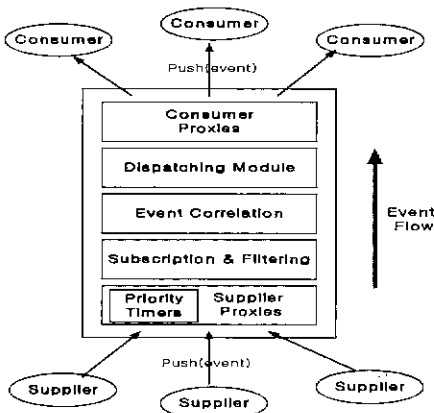 Consumer
Consumer
Consumer
Push(event)
Consumer
Proxies
Dispatching Module
Event Correlation
Event
Flow
Subscription & Filtering
Priority
Timers
Supplier
Proxies
Push(event)
Supplier
Supplier
Supplier